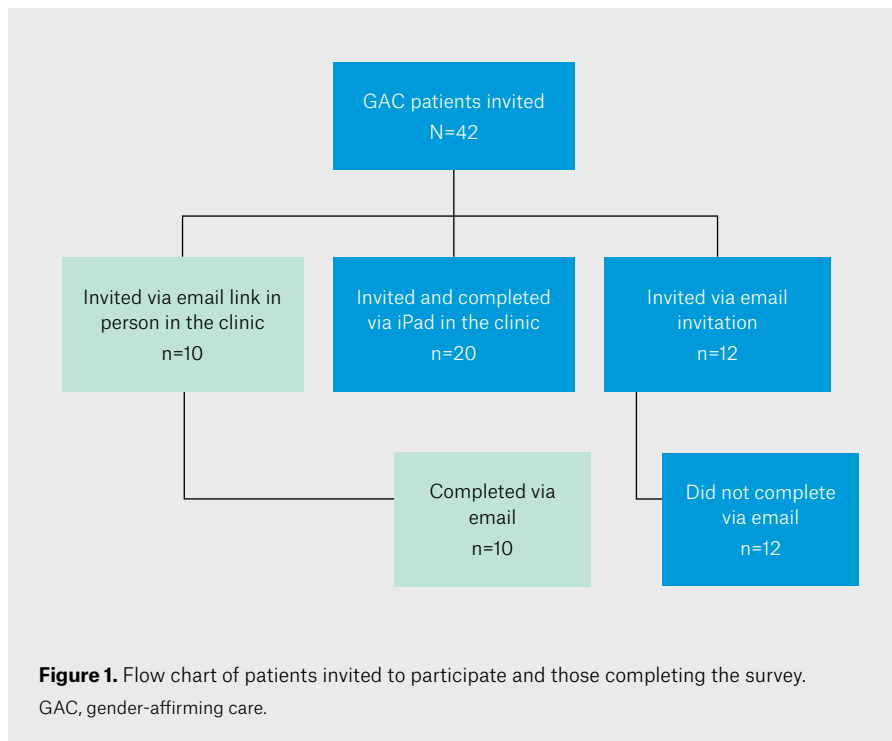 GAC patients invited
N=42
Invited via email link in
person in the clinic
n=10
Invited and completed
via iPad in the clinic
n=20
Invited via email
invitation
n=12
Completed via
email
n=10
Did not complete
via email
n=12
Figure 1. Flow chart of patients invited to participate and those completing the survey.
GAC, gender-affirming care.